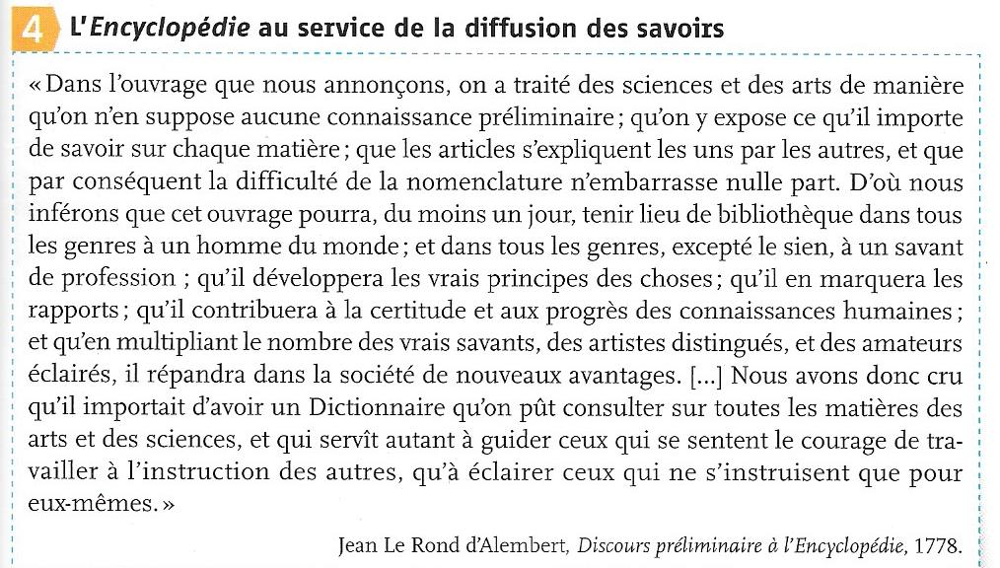 4 L'Encyclopédie au service de la diffusion des savoirs
« Dans l'ouvrage que nous annonçons, on a traité des sciences et des arts de manière
qu'on n'en suppose aucune connaissance préliminaire ; qu'on y expose ce qu'il importe
de savoir sur chaque matière ; que les articles s'expliquent les uns par les autres, et que
par conséquent la difficulté de la nomenclature n'embarrasse nulle part. D'où nous
inférons que cet ouvrage pourra, du moins un jour, tenir lieu de bibliothèque dans tous
les genres à un homme du monde ; et dans tous les genres, excepté le sien, à un savant
de profession ; qu'il développera les vrais principes des choses ; qu'il en marquera les
rapports ; qu'il contribuera à la certitude et aux progrès des connaissances humaines ;
et qu'en multipliant le nombre des vrais savants, des artistes distingués, et des amateurs
éclairés, il répandra dans la société de nouveaux avantages. [...] Nous avons donc cru
qu'il importait d'avoir un Dictionnaire qu'on pût consulter sur toutes les matières des
arts et des sciences, et qui servît autant à guider ceux qui se sentent le courage de tra-
vailler à l'instruction des autres, qu'à éclairer ceux qui ne s'instruisent que pour
eux-mêmes. »
Jean Le Rond d'Alembert, Discours préliminaire à l'Encyclopédie, 1778.